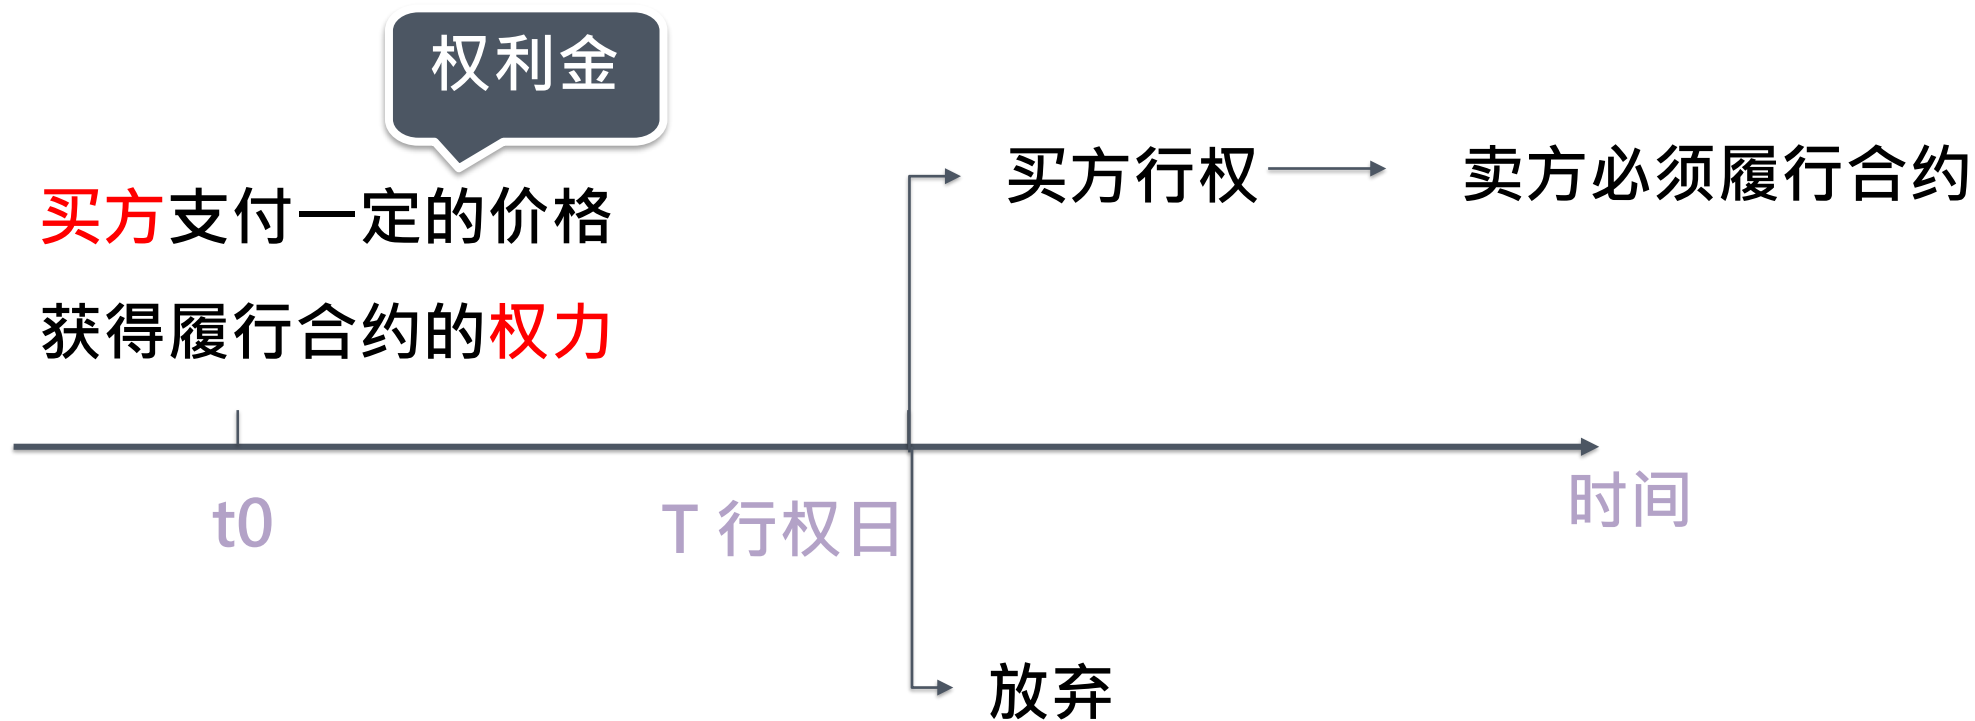 权利金
买方支付一定的价格
获得履行合约的权力
买方行权
卖方必须履行合约
t0
T 行权日
时间
放弃